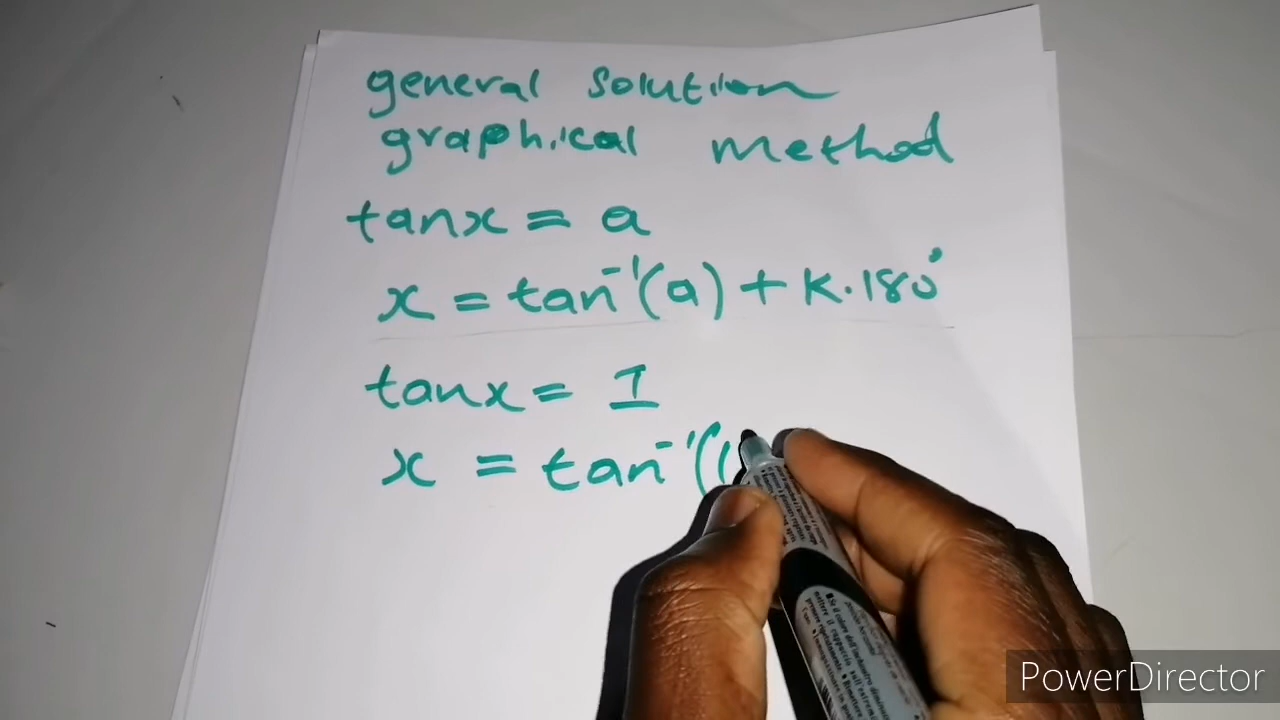 general solution
graphical method
tanx = a
x = tan⁻¹(a) + k.180°
tanx = 1
x = tan⁻¹(1
PowerDirector